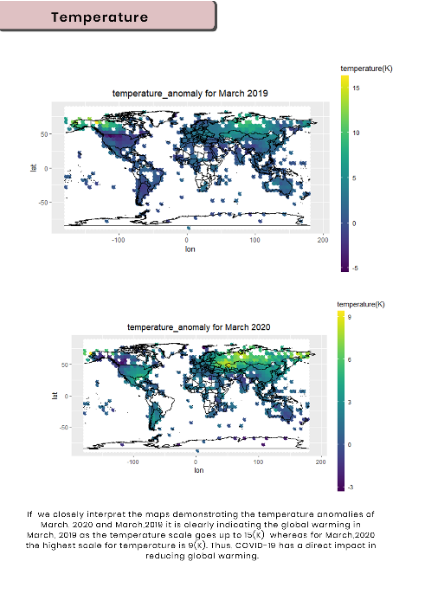 Temperature
temperature(K)
temperature_anomaly for March 2019
15
10
5
0
-5
50
0
-50
lat
-100
0
100
200
lon
temperature(K)
temperature_anomaly for March 2020
9
6
3
0
-3
50
0
-50
lat
-100
0
100
200
lon
If we closely interpret the maps demonstrating the temperature anomalies of
March, 2020 and March,2019 it is clearly indicating the global warming in
March, 2019 as the temperature scale goes up to 15(K) whereas for March,2020
the highest scale for temperature is 9(K). Thus, COVID-19 has a direct impact in
reducing global warming.